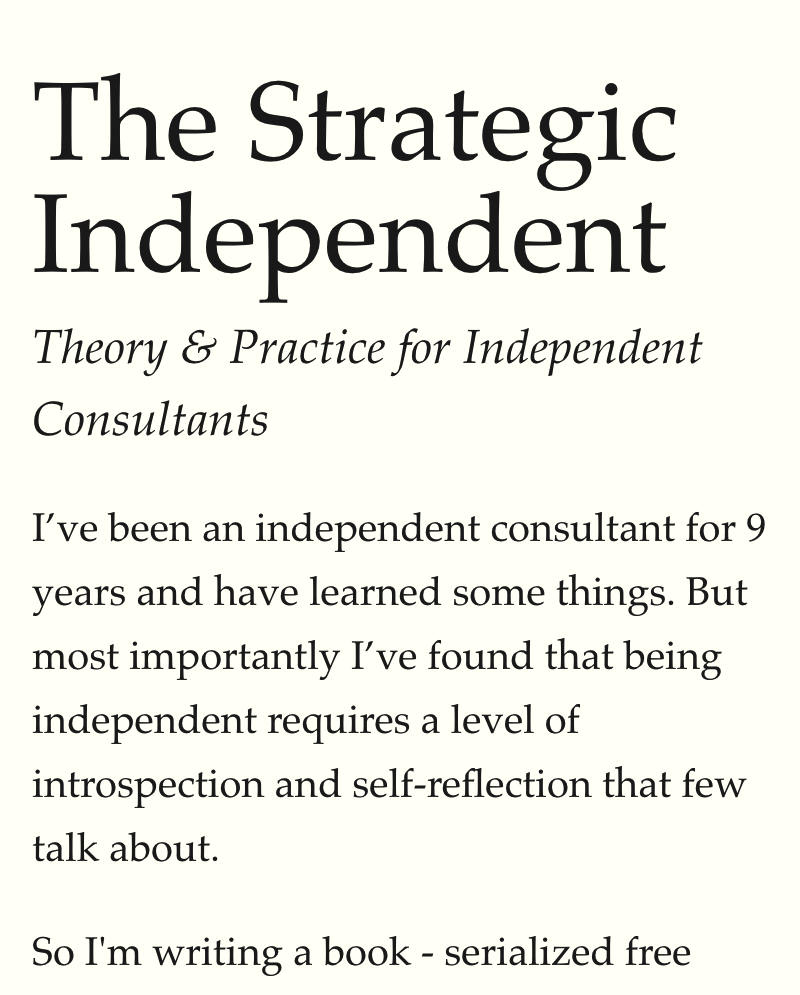 The Strategic
Independent
Theory & Practice for Independent
Consultants
I’ve been an independent consultant for 9
years and have learned some things. But
most importantly I’ve found that being
independent requires a level of
introspection and self-reflection that few
talk about.
So I'm writing a book - serialized free